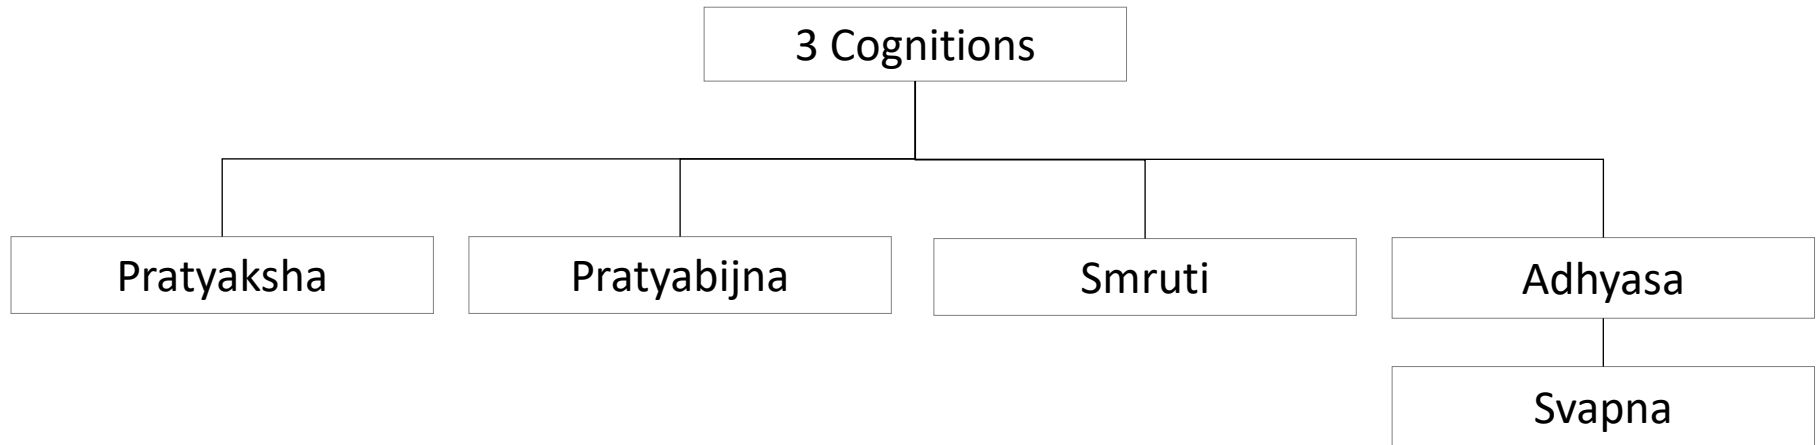 3 Cognitions
Pratyaksha
Pratyabijna
Smruti
Adhyasa
Svapna